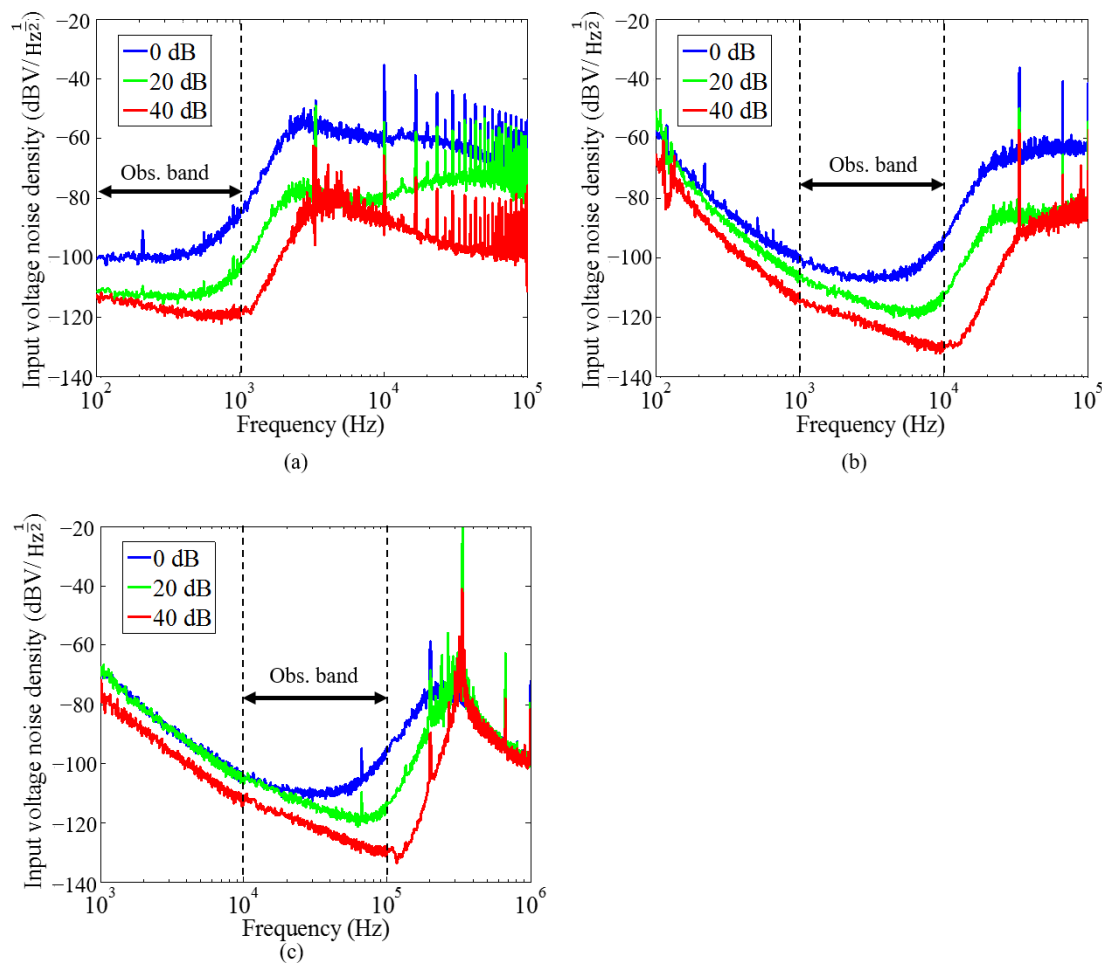 Input voltage noise density (dBV/Hz^{1/2})
−20
−40
−60
−80
−100
−120
−140
0 dB
20 dB
40 dB
Obs. band
10^2 10^3 10^4 10^5
Frequency (Hz)
(a)
Input voltage noise density (dBV/Hz^{1/2})
−20
−40
−60
−80
−100
−120
−140
0 dB
20 dB
40 dB
Obs. band
10^2 10^3 10^4 10^5
Frequency (Hz)
(b)
Input voltage noise density (dBV/Hz^{1/2})
−20
−40
−60
−80
−100
−120
−140
0 dB
20 dB
40 dB
Obs. band
10^3 10^4 10^5 10^6
Frequency (Hz)
(c)